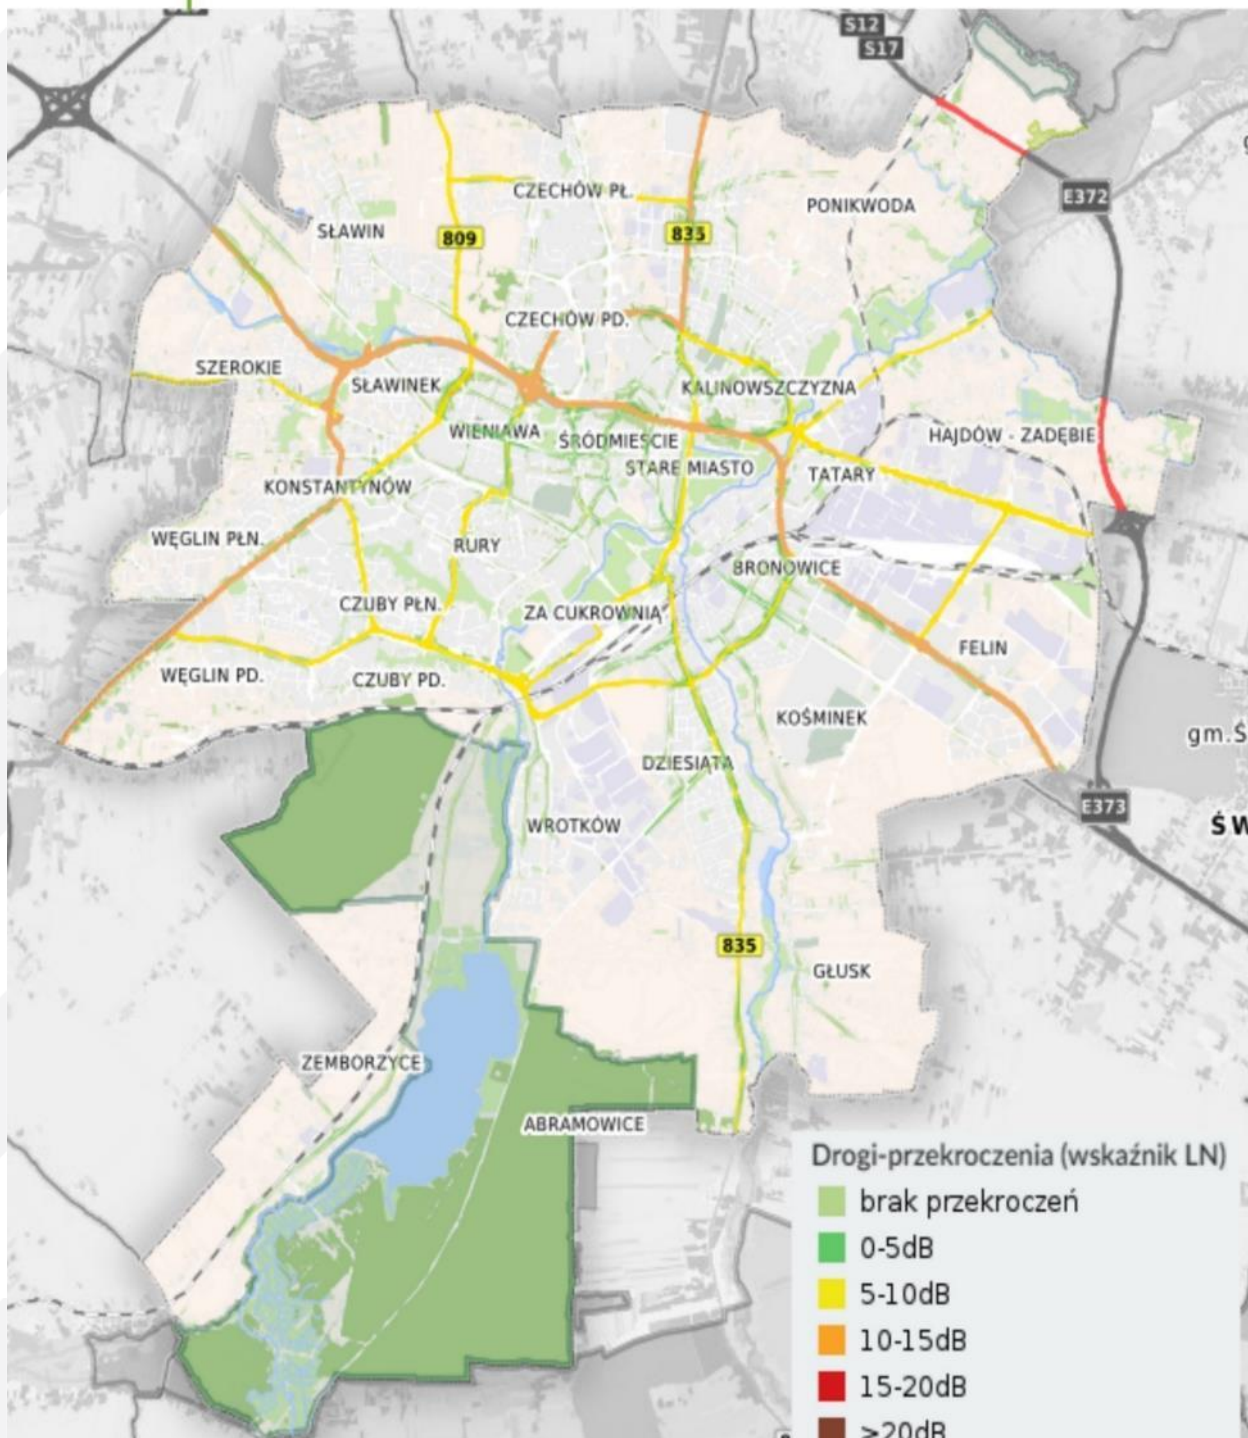 S12
S17
E372
CZECHÓW PŁ.
PONIKWODA
SŁAWIN
809
835
CZECHÓW PD.
SZEROKIE
SŁAWINEK
KALINOWSZCZYZNA
WIENIAWA
ŚRÓDMIEŚCIE
HAJDÓW - ZADĘBIE
STARE MIASTO
TATARY
KONSTANTYNÓW
WĘGLIN PŁN.
RURY
BRONOWICE
CZUBY PŁN.
ZA CUKROWNIĄ
FELIN
WĘGLIN PD.
CZUBY PD.
KOŚMINEK
gm.Ś
DZIESIĄTA
E373
WROTKÓW
ŚW
835
GŁUSK
ZEMBORZYCE
ABRAMOWICE
Drogi-przekroczenia (wskaźnik LN)
brak przekroczeń
0-5dB
5-10dB
10-15dB
15-20dB
≥20dB